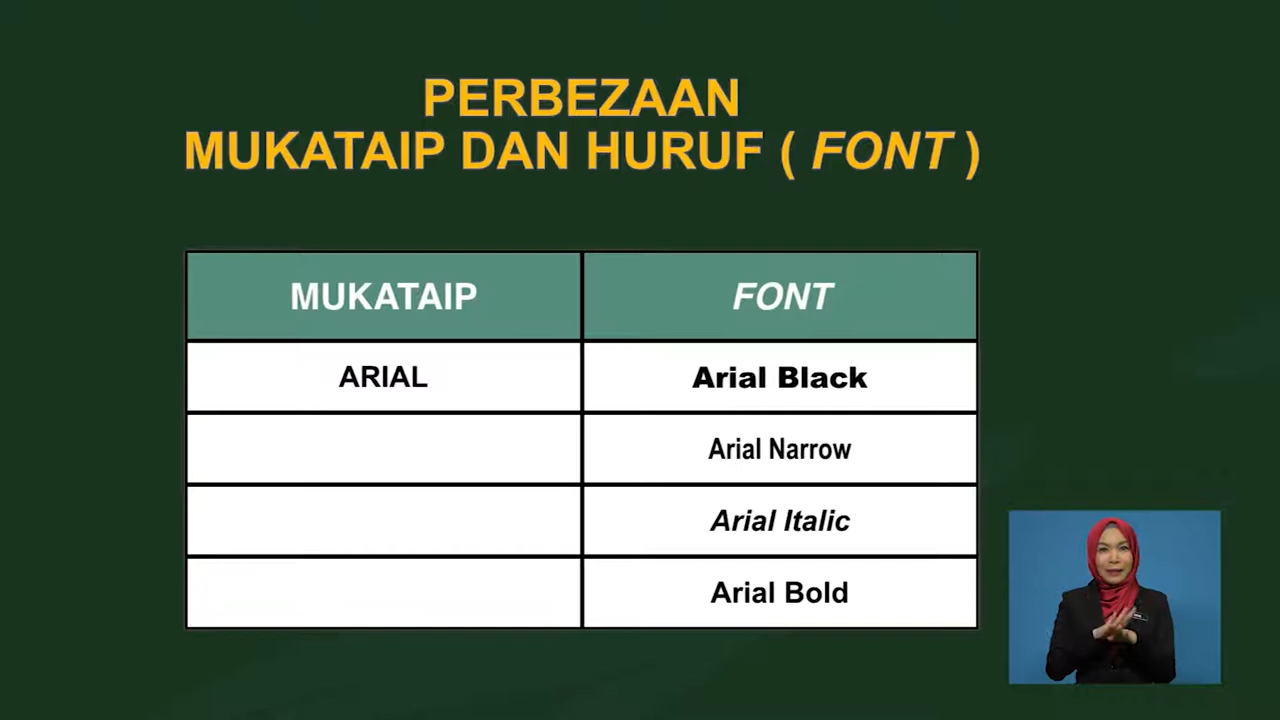 PERBEZAAN
MUKATAIP DAN HURUF ( FONT )
MUKATAIP FONT
ARIAL Arial Black
Arial Narrow
Arial Italic
Arial Bold